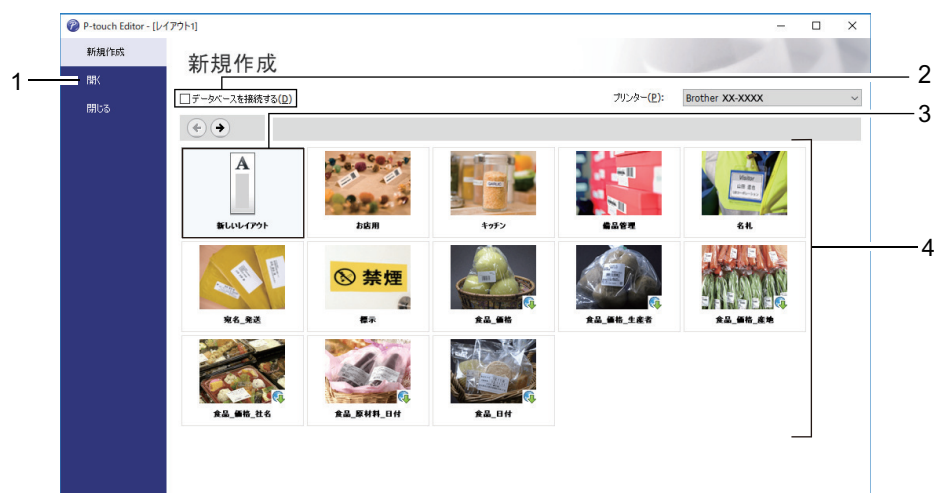 P-touch Editor - [レイアウト1]
新規作成
開く
閉じる
新規作成
データベースを接続する(D)
プリンター(P):
Brother XX-XXXX
1
2
3
4
A
新しいレイアウト
お店用
キッチン
備品管理
Visitor
名札
宛名_発送
禁煙
標示
食品_価格
食品_価格_生産者
食品_価格_産地
食品_価格_社名
食品_原材料_日付
食品_日付